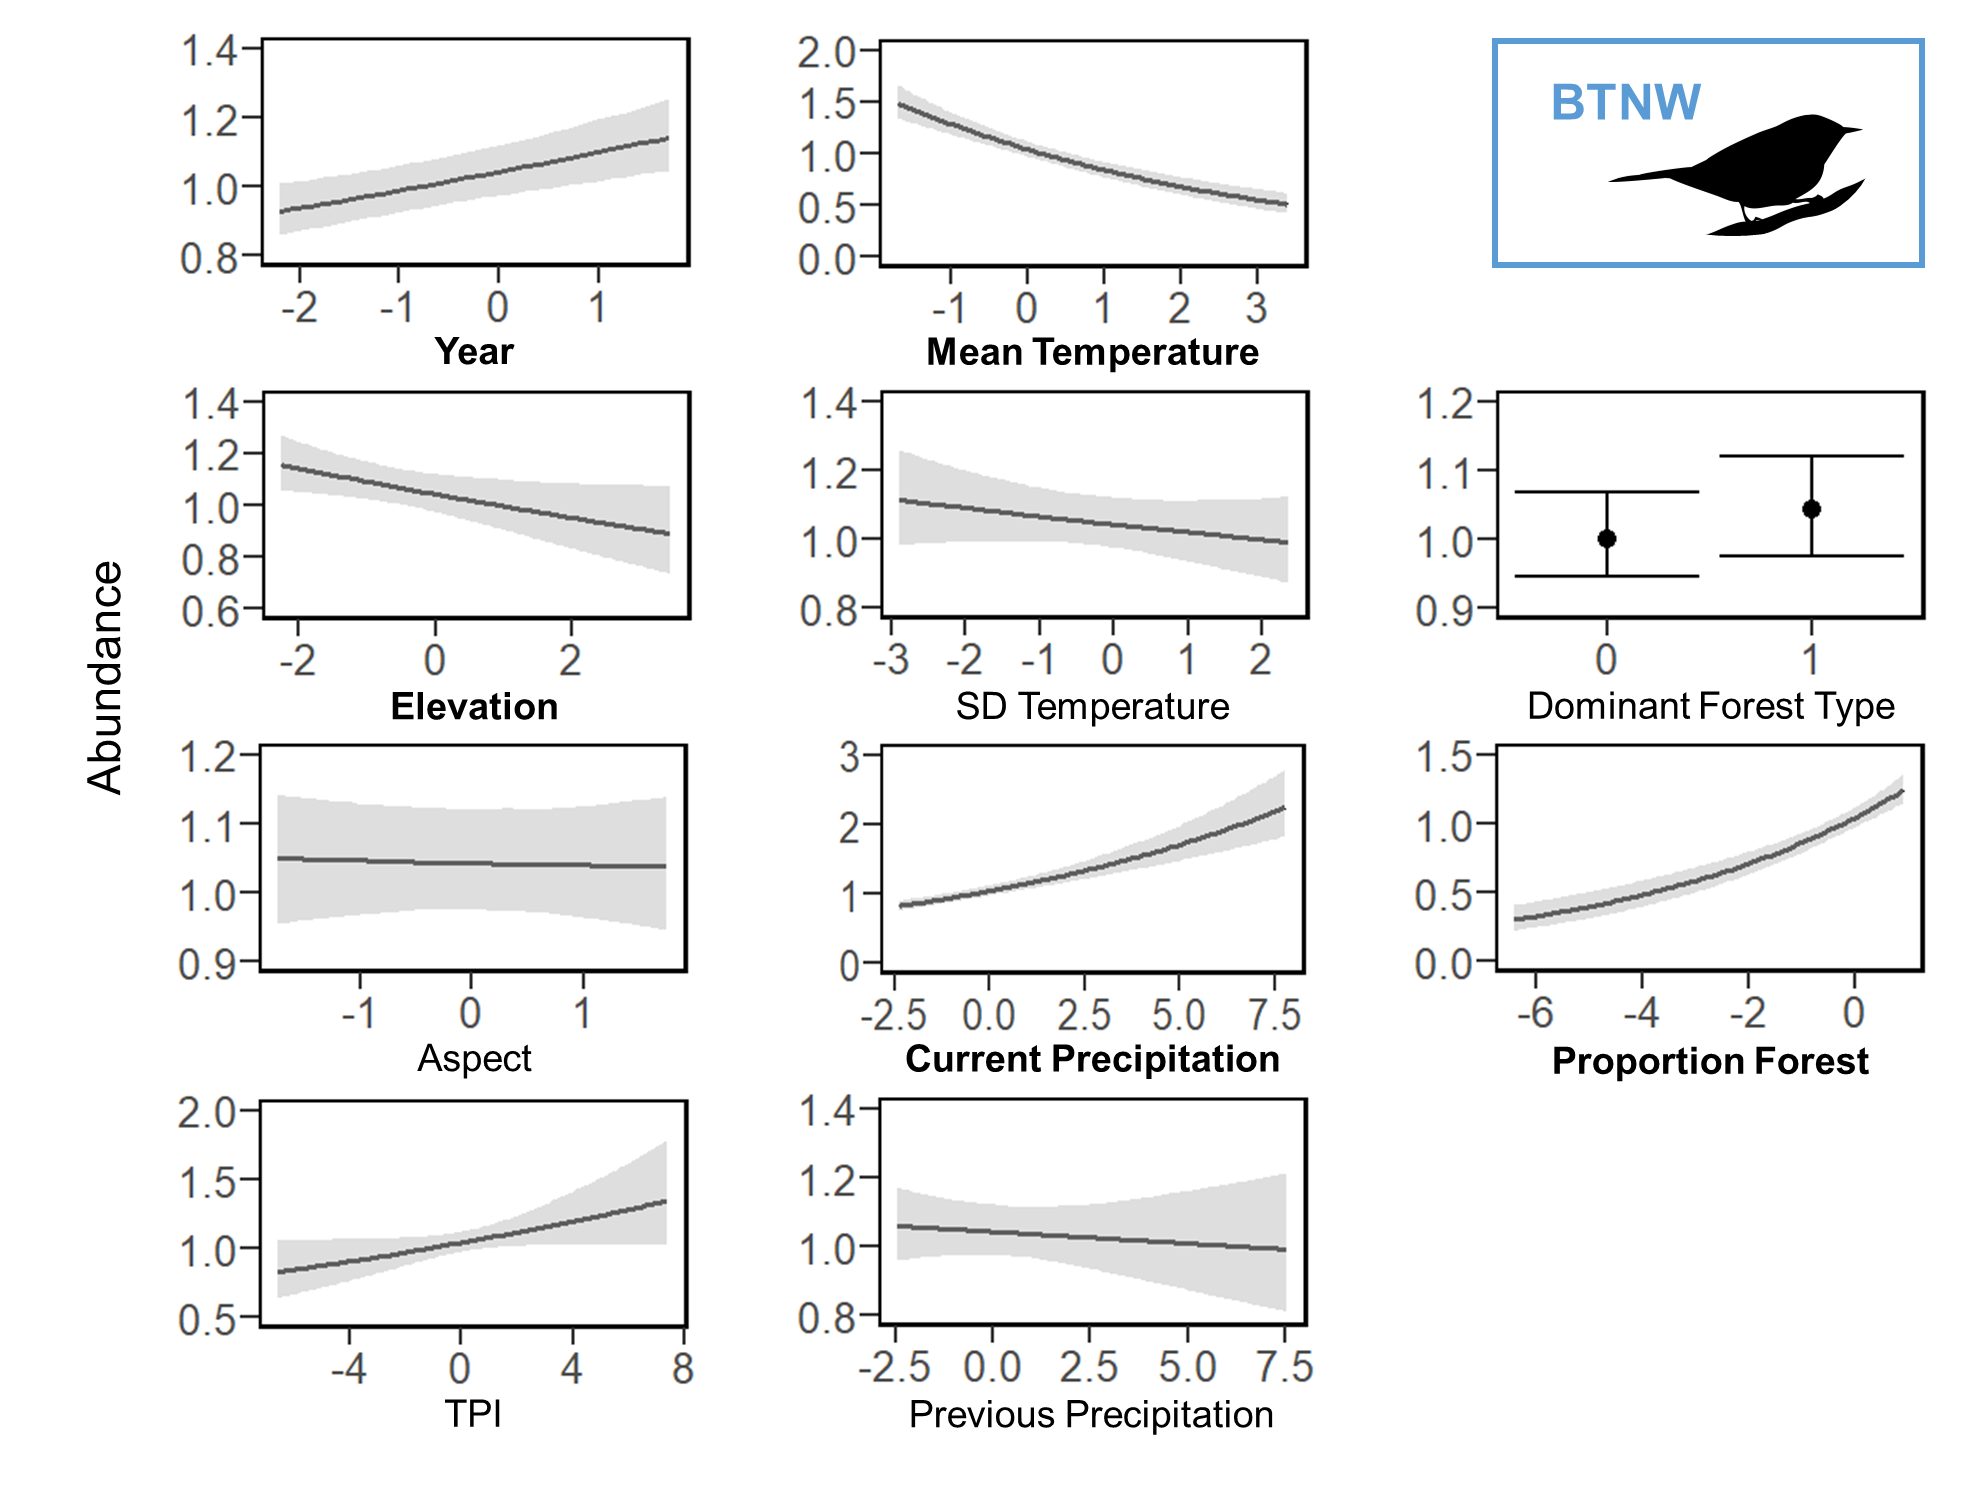 Abundance
1.4
1.2
1.0
0.8
-2 -1 0 1
Year
2.0
1.5
1.0
0.5
0.0
-1 0 1 2 3
Mean Temperature
BTNW
1.4
1.2
1.0
0.8
0.6
-2 0 2
Elevation
1.4
1.2
1.0
0.8
-3 -2 -1 0 1 2
SD Temperature
1.2
1.1
1.0
0.9
0 1
Dominant Forest Type
1.2
1.1
1.0
0.9
-1 0 1
Aspect
3
2
1
0
-2.5 0.0 2.5 5.0 7.5
Current Precipitation
1.5
1.0
0.5
0.0
-6 -4 -2 0
Proportion Forest
2.0
1.5
1.0
0.5
-4 0 4 8
TPI
1.4
1.2
1.0
0.8
-2.5 0.0 2.5 5.0 7.5
Previous Precipitation